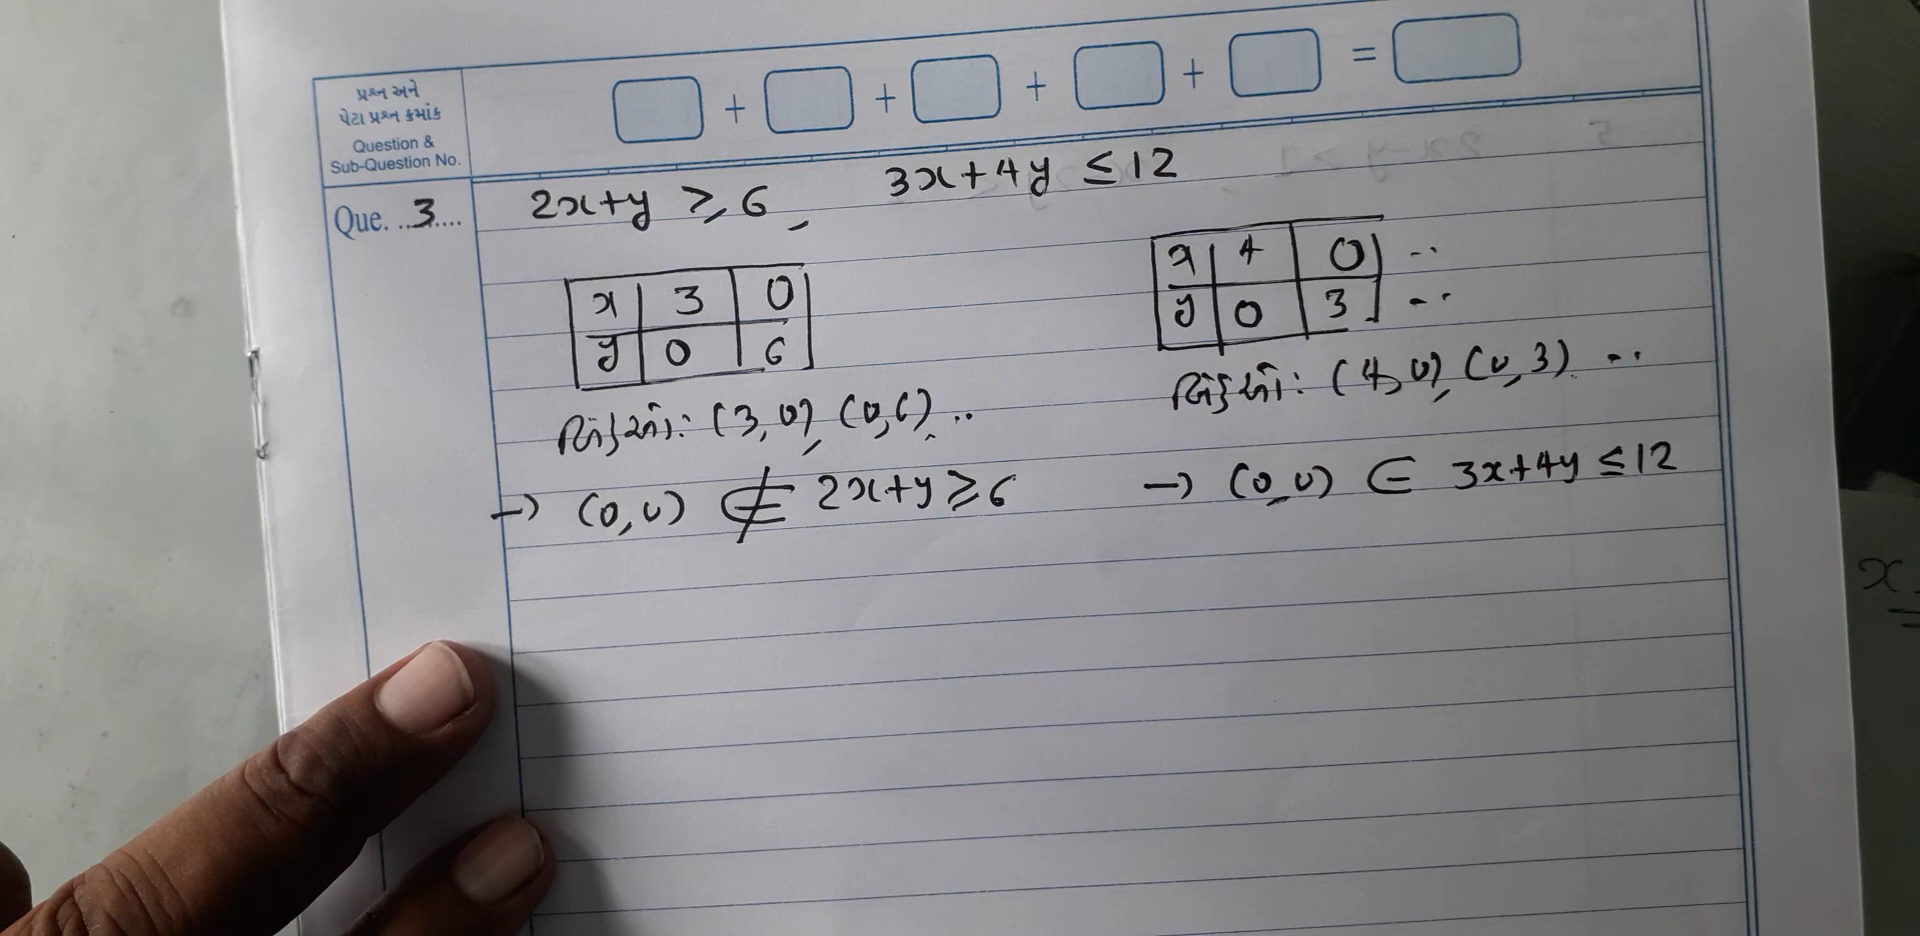 પ્રશ્ન અને
પેટા પ્રશ્ન ક્રમાંક
Question &
Sub-Question No.
+ + + + =
Que. ..3....
2x+y ≥ 6, 3x+4y ≤ 12
x | 3 | 0
y | 0 | 6
x | 4 | 0 ..
y | 0 | 3 ..
બિંદુઓ: (3,0), (0,6), ..
બિંદુઓ: (4,0), (0,3) ..
→ (0,0) ∉ 2x+y ≥ 6
→ (0,0) ∈ 3x+4y ≤ 12
x